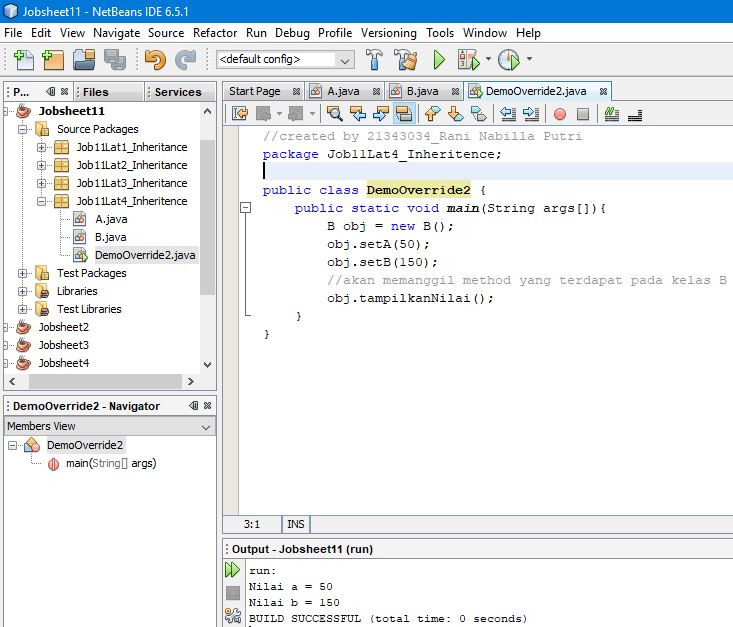 Jobsheet11 - NetBeans IDE 6.5.1
File Edit View Navigate Source Refactor Run Debug Profile Versioning Tools Window Help
<default config>
P... Files Services
Jobsheet11
Source Packages
Job11Lat1_Inheritance
Job11Lat2_Inheritance
Job11Lat3_Inheritance
Job11Lat4_Ineritence
A.java
B.java
DemoOverride2.java
Test Packages
Libraries
Test Libraries
Jobsheet2
Jobsheet3
Jobsheet4
DemoOverride2 - Navigator
Members View
DemoOverride2
main(String[] args)
Start Page A.java B.java DemoOverride2.java
//created by 21343034_Rani Nabilla Putri
package Job11Lat4_Inheritence;
public class DemoOverride2 {
public static void main(String args[]){
B obj = new B();
obj.setA(50);
obj.setB(150);
//akan memanggil method yang terdapat pada kelas B
obj.tampilkanNilai();
}
}
3:1 INS
Output - Jobsheet11 (run)
run:
Nilai a = 50
Nilai b = 150
BUILD SUCCESSFUL (total time: 0 seconds)